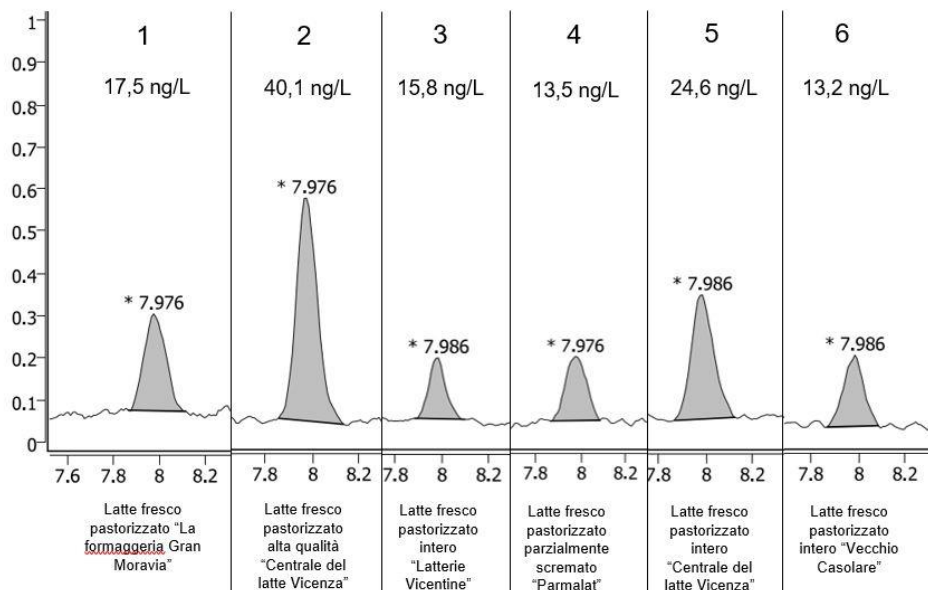 1
0.9
0.8
0.7
0.6
0.5
0.4
0.3
0.2
0.1
0
1
17,5 ng/L
* 7.976
7.6 7.8 8 8.2
Latte fresco
pastorizzato “La
formaggeria Gran
Moravia”
2
40,1 ng/L
* 7.976
7.8 8 8.2
Latte fresco
pastorizzato
alta qualità
“Centrale del
latte Vicenza”
3
15,8 ng/L
* 7.986
7.8 8 8.2
Latte fresco
pastorizzato
intero
“Latterie
Vicentine”
4
13,5 ng/L
* 7.976
7.8 8 8.2
Latte fresco
pastorizzato
parzialmente
scremato
“Parmalat”
5
24,6 ng/L
* 7.986
7.8 8 8.2
Latte fresco
pastorizzato
intero
“Centrale del
latte Vicenza”
6
13,2 ng/L
* 7.986
7.8 8 8.2
Latte fresco
pastorizzato
intero “Vecchio
Casolare”